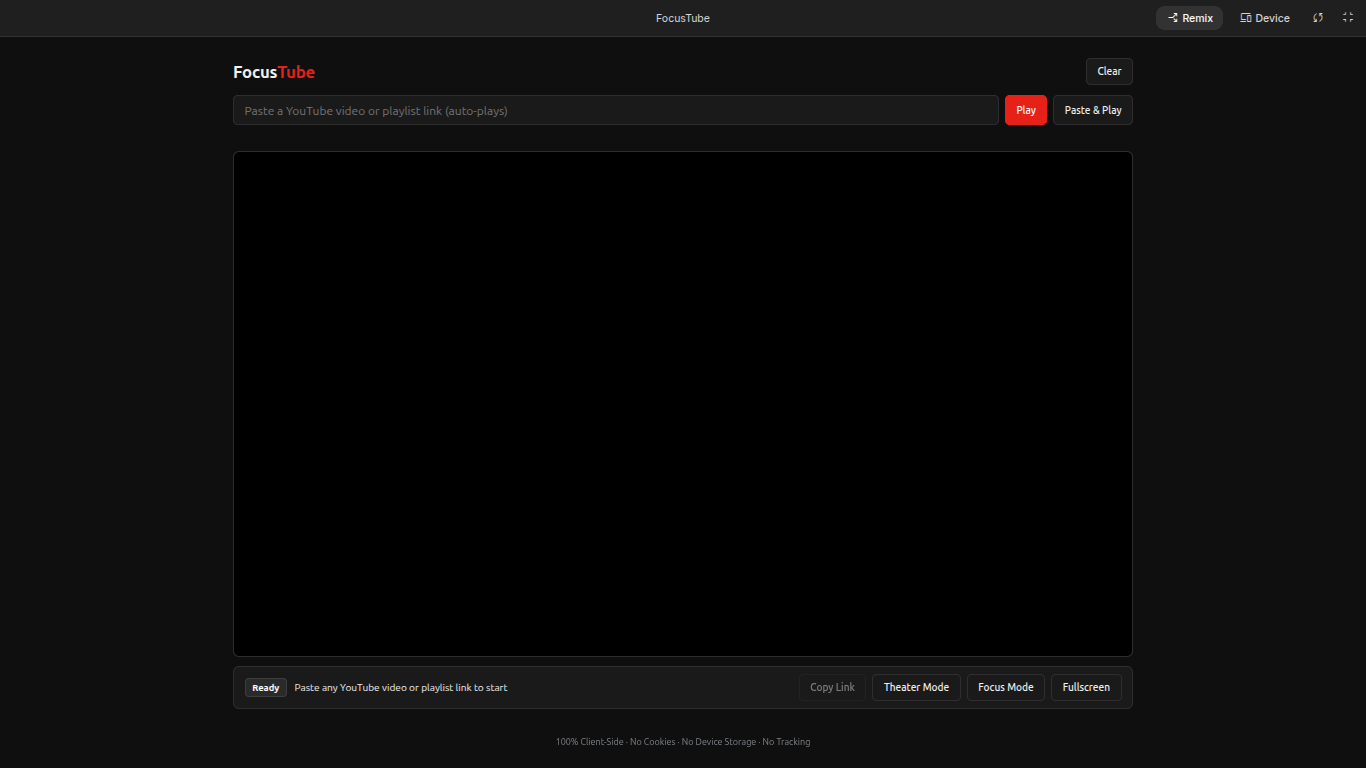 FocusTube
Remix
Device
FocusTube
Clear
Paste a YouTube video or playlist link (auto-plays)
Play
Paste & Play
Ready
Paste any YouTube video or playlist link to start
Copy Link
Theater Mode
Focus Mode
Fullscreen
100% Client-Side · No Cookies · No Device Storage · No Tracking